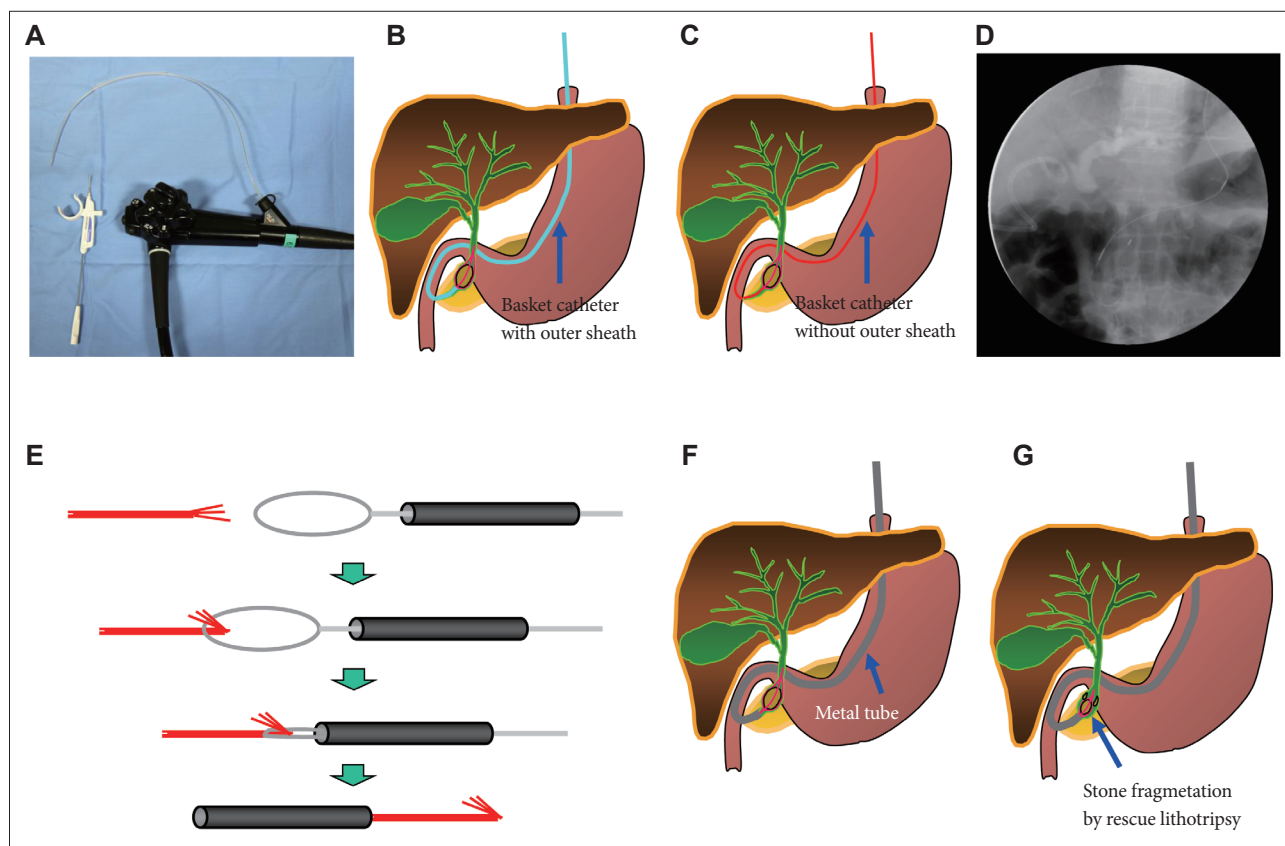 A
B
C
D
Basket catheter
with outer sheath
Basket catheter
without outer sheath
E
F
G
Metal tube
Stone fragmetation
by rescue lithotripsy